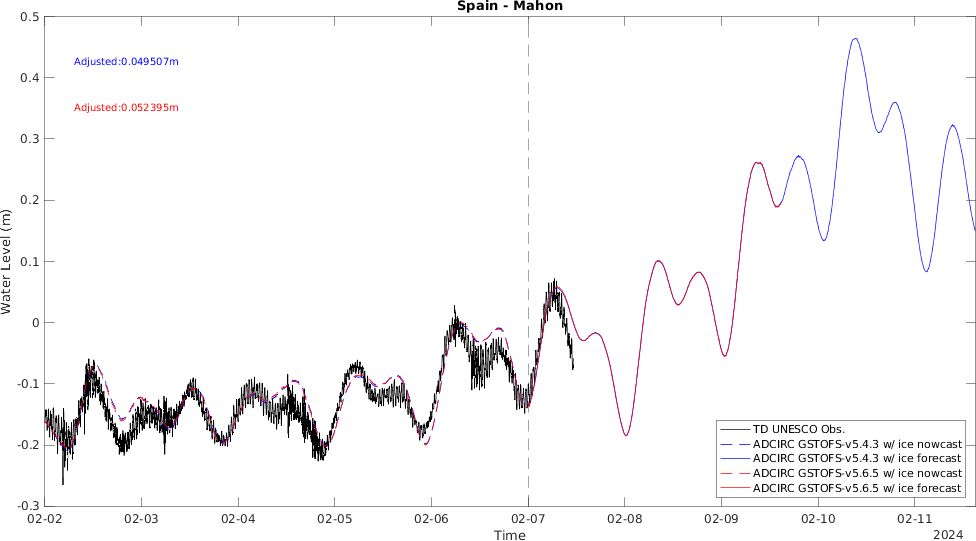 Spain - Mahon
Adjusted:0.049507m
Adjusted:0.052395m
Water Level (m)
0.5
0.4
0.3
0.2
0.1
0
-0.1
-0.2
-0.3
02-02
02-03
02-04
02-05
02-06
02-07
02-08
02-09
02-10
02-11
Time
2024
TD UNESCO Obs.
ADCIRC GSTOFS-v5.4.3 w/ ice nowcast
ADCIRC GSTOFS-v5.4.3 w/ ice forecast
ADCIRC GSTOFS-v5.6.5 w/ ice nowcast
ADCIRC GSTOFS-v5.6.5 w/ ice forecast